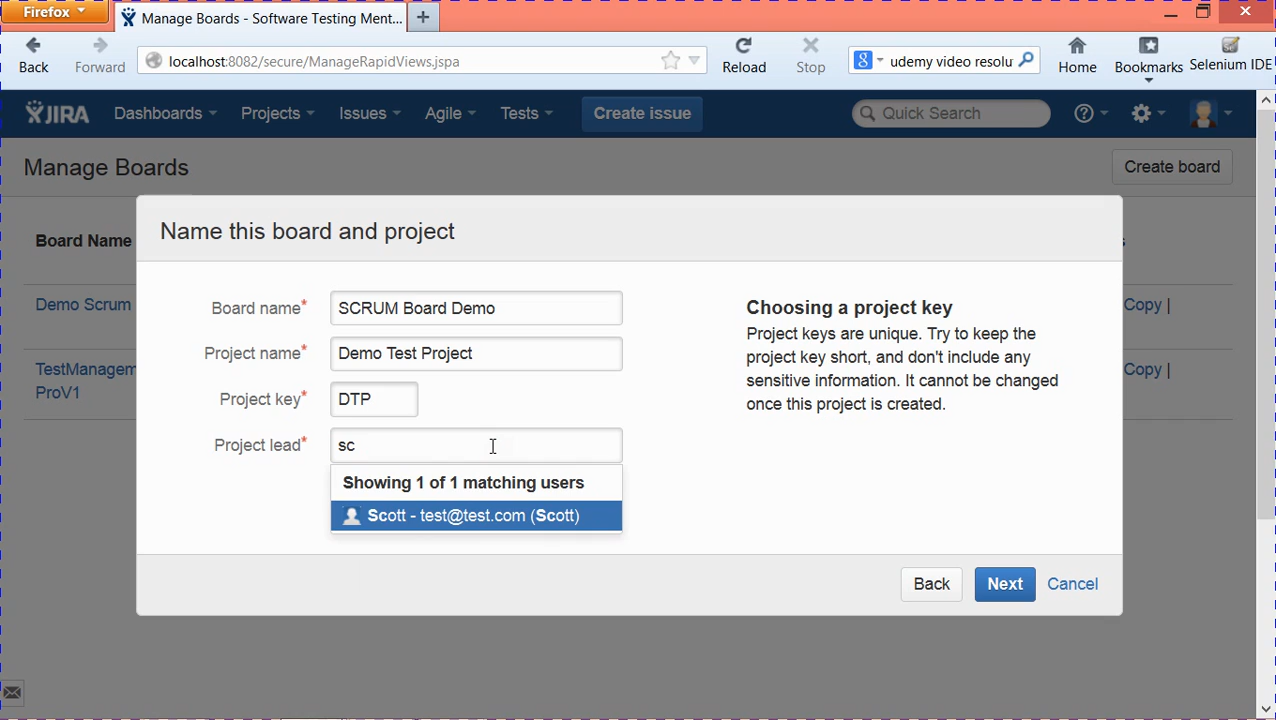 Firefox
Manage Boards - Software Testing Ment...
Back
Forward
localhost:8082/secure/ManageRapidViews.jspa
Reload
Stop
udemy video resolu
Home
Bookmarks
Selenium IDE
JIRA
Dashboards
Projects
Issues
Agile
Tests
Create issue
Quick Search
Manage Boards
Create board
Board Name
Demo Scrum
Copy |
TestManagem
ProV1
Copy |
Name this board and project
Board name*
SCRUM Board Demo
Project name*
Demo Test Project
Project key*
DTP
Project lead*
sc
Showing 1 of 1 matching users
Scott - test@test.com (Scott)
Choosing a project key
Project keys are unique. Try to keep the
project key short, and don't include any
sensitive information. It cannot be changed
once this project is created.
Back
Next
Cancel